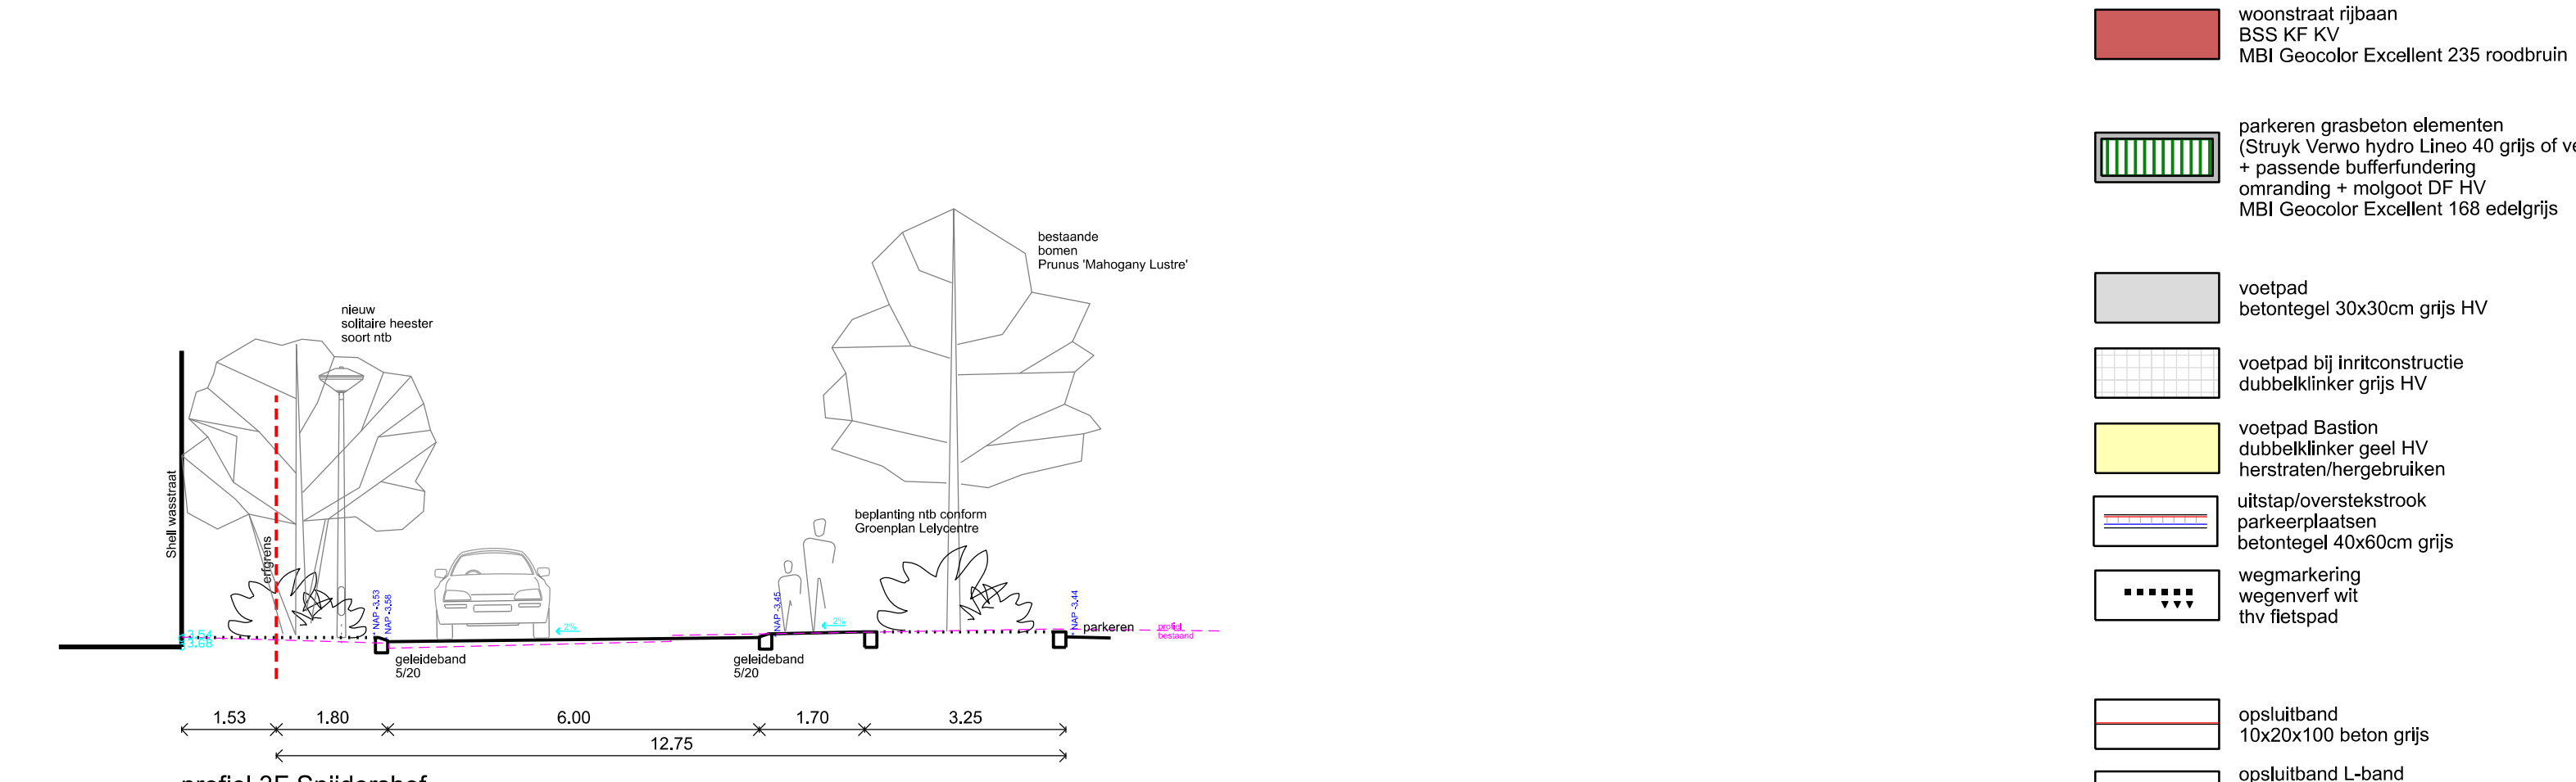 bestaande
bomen
Prunus 'Mahogany Lustre'
nieuw
solitaire heester
soort ntb
Shell wasstraat
erfgrens
beplanting ntb conform
Groenplan Lelycentre
NAP -3.53
NAP -3.58
NAP -3.45
NAP -3.44
-3.54
-3.68
2%
2%
parkeren
profiel
bestaand
geleideband
5/20
geleideband
5/20
1.53
1.80
6.00
1.70
3.25
12.75
woonstraat rijbaan
BSS KF KV
MBI Geocolor Excellent 235 roodbruin
parkeren grasbeton elementen
(Struyk Verwo hydro Lineo 40 grijs of
+ passende bufferfundering
omranding + molgoot DF HV
MBI Geocolor Excellent 168 edelgrijs
voetpad
betontegel 30x30cm grijs HV
voetpad bij inritconstructie
dubbelklinker grijs HV
voetpad Bastion
dubbelklinker geel HV
herstraten/hergebruiken
uitstap/overstekstrook
parkeerplaatsen
betontegel 40x60cm grijs
wegmarkering
wegenverf wit
thv fietspad
opsluitband
10x20x100 beton grijs
opsluitband L-band